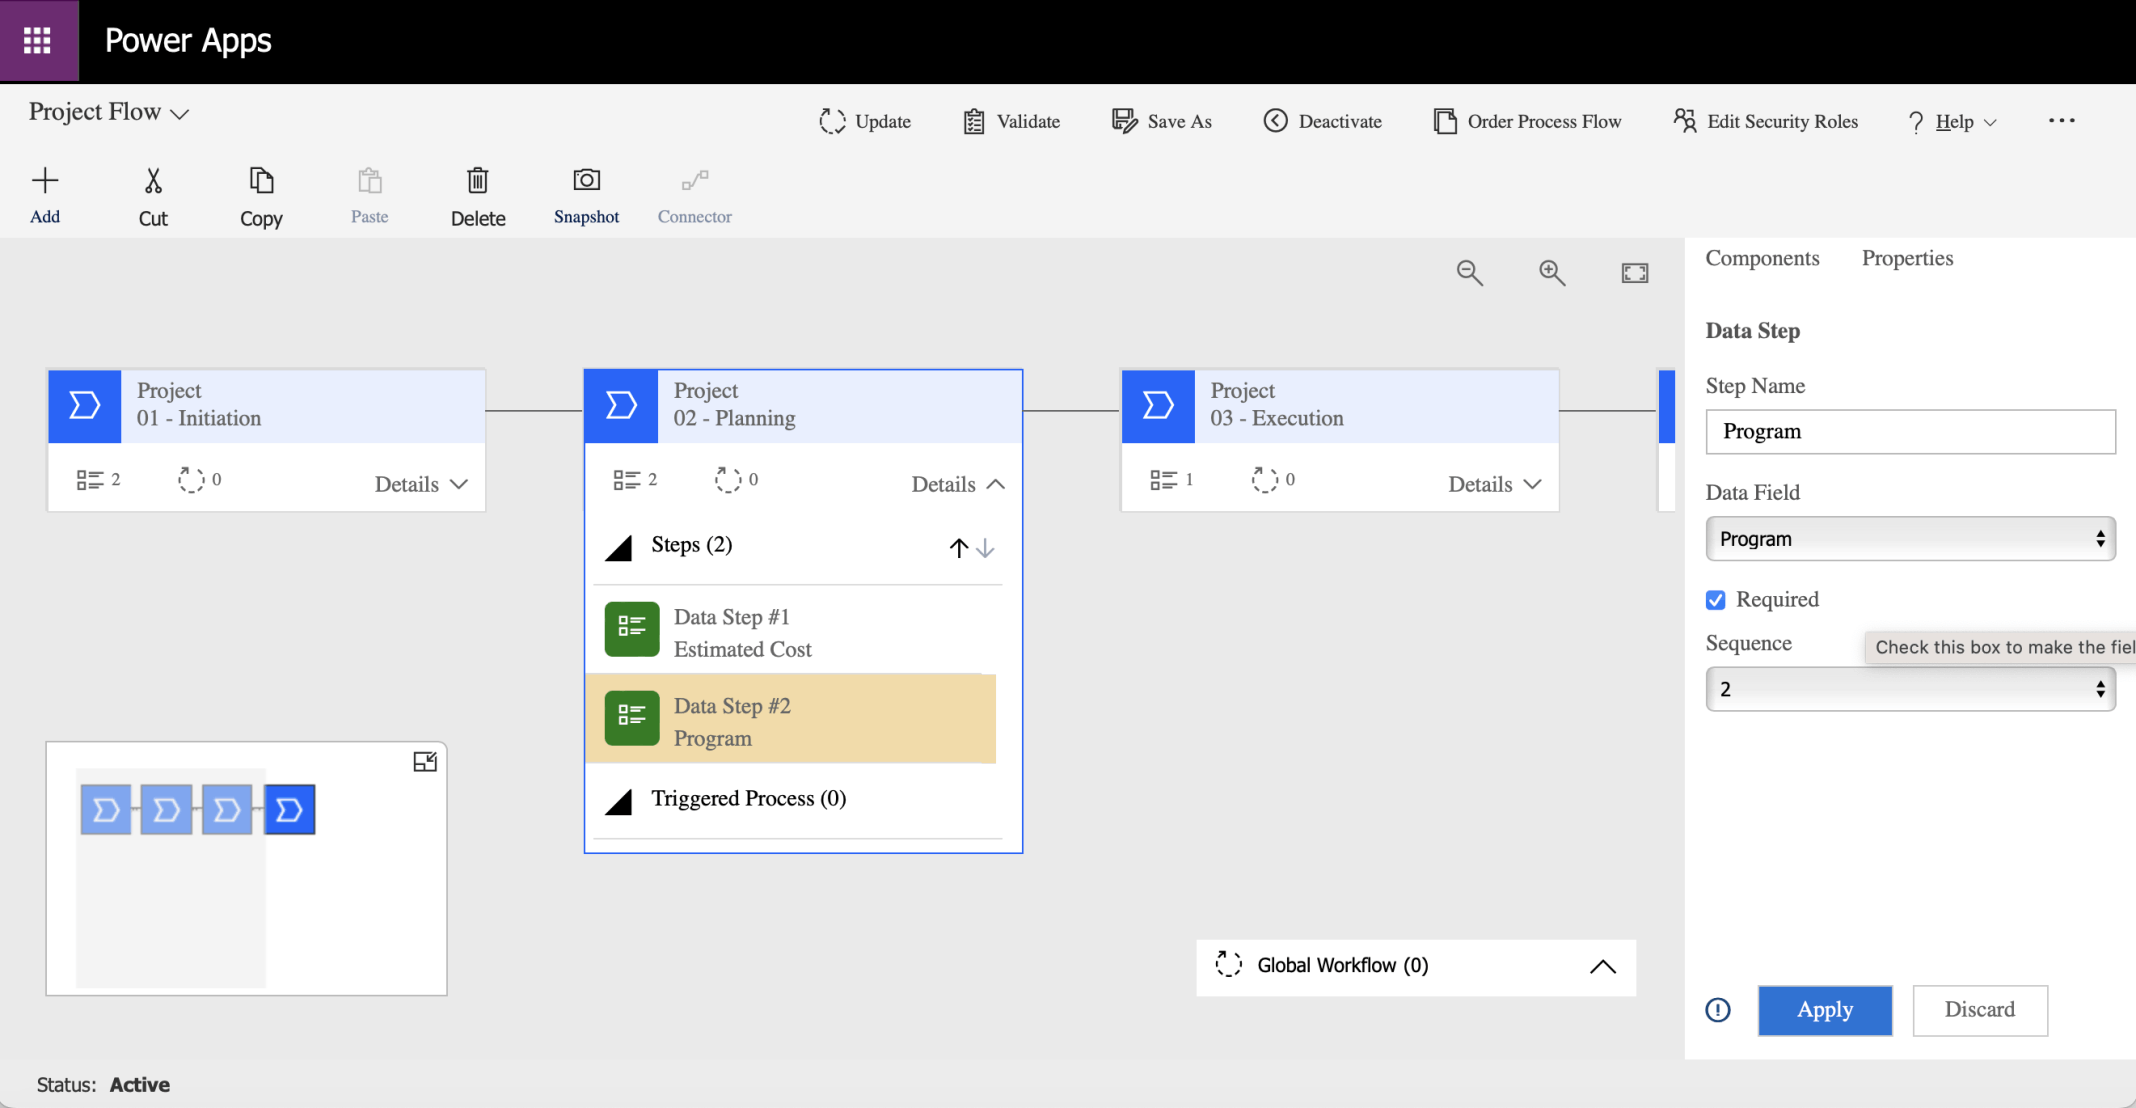 Power Apps
Project Flow
Update
Validate
Save As
Deactivate
Order Process Flow
Edit Security Roles
? Help
...
Add
Cut
Copy
Paste
Delete
Snapshot
Connector
Components
Properties
Data Step
Step Name
Program
Data Field
Program
Required
Sequence
Check this box to make the fiel
2
Apply
Discard
Project
01 - Initiation
2
0
Details
Project
02 - Planning
2
0
Details
Steps (2)
Data Step #1
Estimated Cost
Data Step #2
Program
Triggered Process (0)
Project
03 - Execution
1
0
Details
Global Workflow (0)
Status: Active